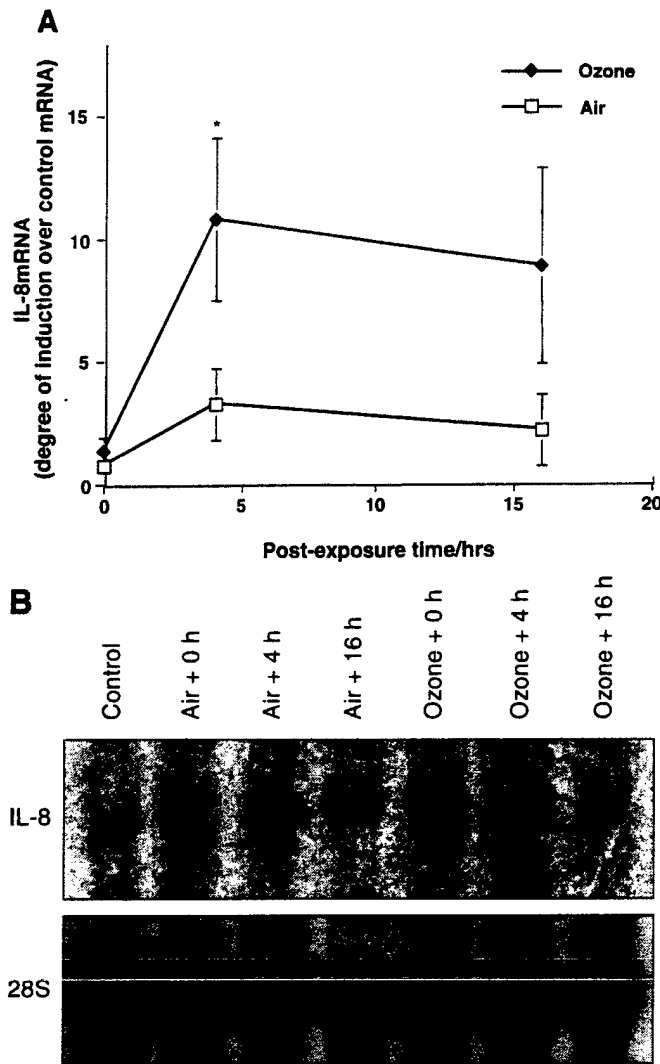 A
IL-8mRNA
(degree of induction over control mRNA)
15
10
5
0
Ozone
Air
*
0
5
10
15
20
Post-exposure time/hrs
B
Control
Air + 0 h
Air + 4 h
Air + 16 h
Ozone + 0 h
Ozone + 4 h
Ozone + 16 h
IL-8
28S